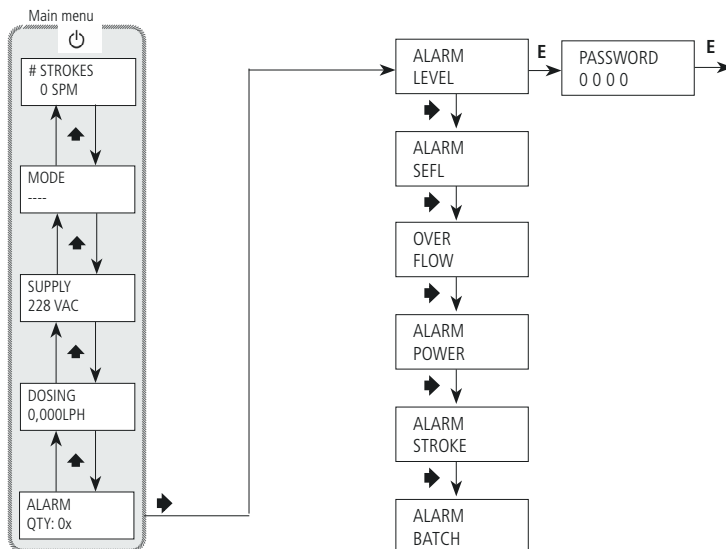 Main menu
# STROKES
0 SPM
MODE
----
SUPPLY
228 VAC
DOSING
0,000LPH
ALARM
QTY: 0x
ALARM
LEVEL
E
PASSWORD
0 0 0 0
E
ALARM
SEFL
OVER
FLOW
ALARM
POWER
ALARM
STROKE
ALARM
BATCH